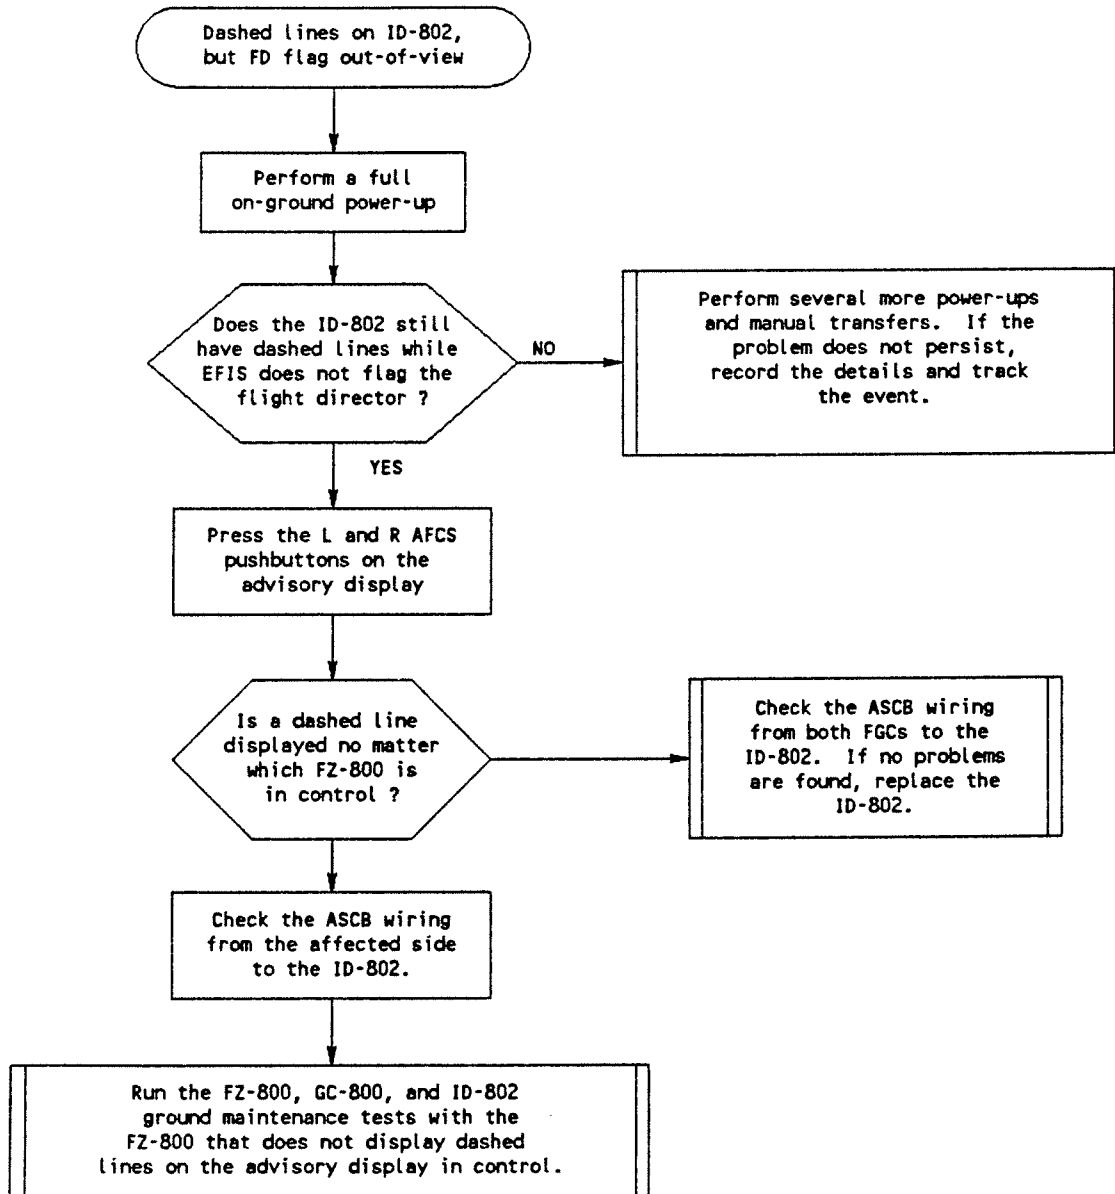 Dashed lines on ID-802,
but FD flag out-of-view
Perform a full
on-ground power-up
Does the ID-802 still
have dashed lines while
EFIS does not flag the
flight director ?
NO
Perform several more power-ups
and manual transfers. If the
problem does not persist,
record the details and track
the event.
YES
Press the L and R AFCS
pushbuttons on the
advisory display
Is a dashed line
displayed no matter
which FZ-800 is
in control ?
Check the ASCB wiring
from both FGCs to the
ID-802. If no problems
are found, replace the
ID-802.
Check the ASCB wiring
from the affected side
to the ID-802.
Run the FZ-800, GC-800, and ID-802
ground maintenance tests with the
FZ-800 that does not display dashed
lines on the advisory display in control.